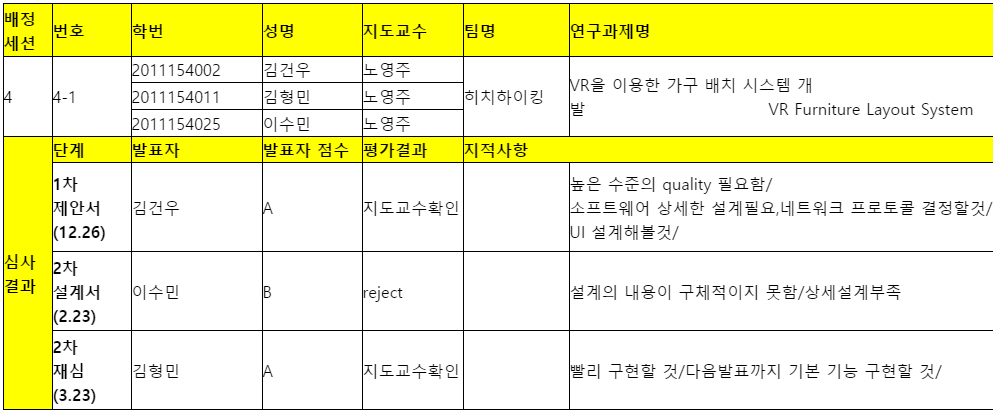 배정 세션 번호 학번 성명 지도교수 팀명 연구과제명
4 4-1 2011154002 김건우 노영주 히치하이킹 VR을 이용한 가구 배치 시스템 개
발 VR Furniture Layout System
2011154011 김형민 노영주
2011154025 이수민 노영주
심사 결과 단계 발표자 발표자 점수 평가결과 지적사항
1차
제안서
(12.26)
김건우 A 지도교수확인
높은 수준의 quality 필요함/
소프트웨어 상세한 설계필요,네트워크 프로토콜 결정할것/
UI 설계해볼것/
2차
설계서
(2.23)
이수민 B reject 설계의 내용이 구체적이지 못함/상세설계부족
2차
재심
(3.23)
김형민 A 지도교수확인 빨리 구현할 것/다음발표까지 기본 기능 구현할 것/